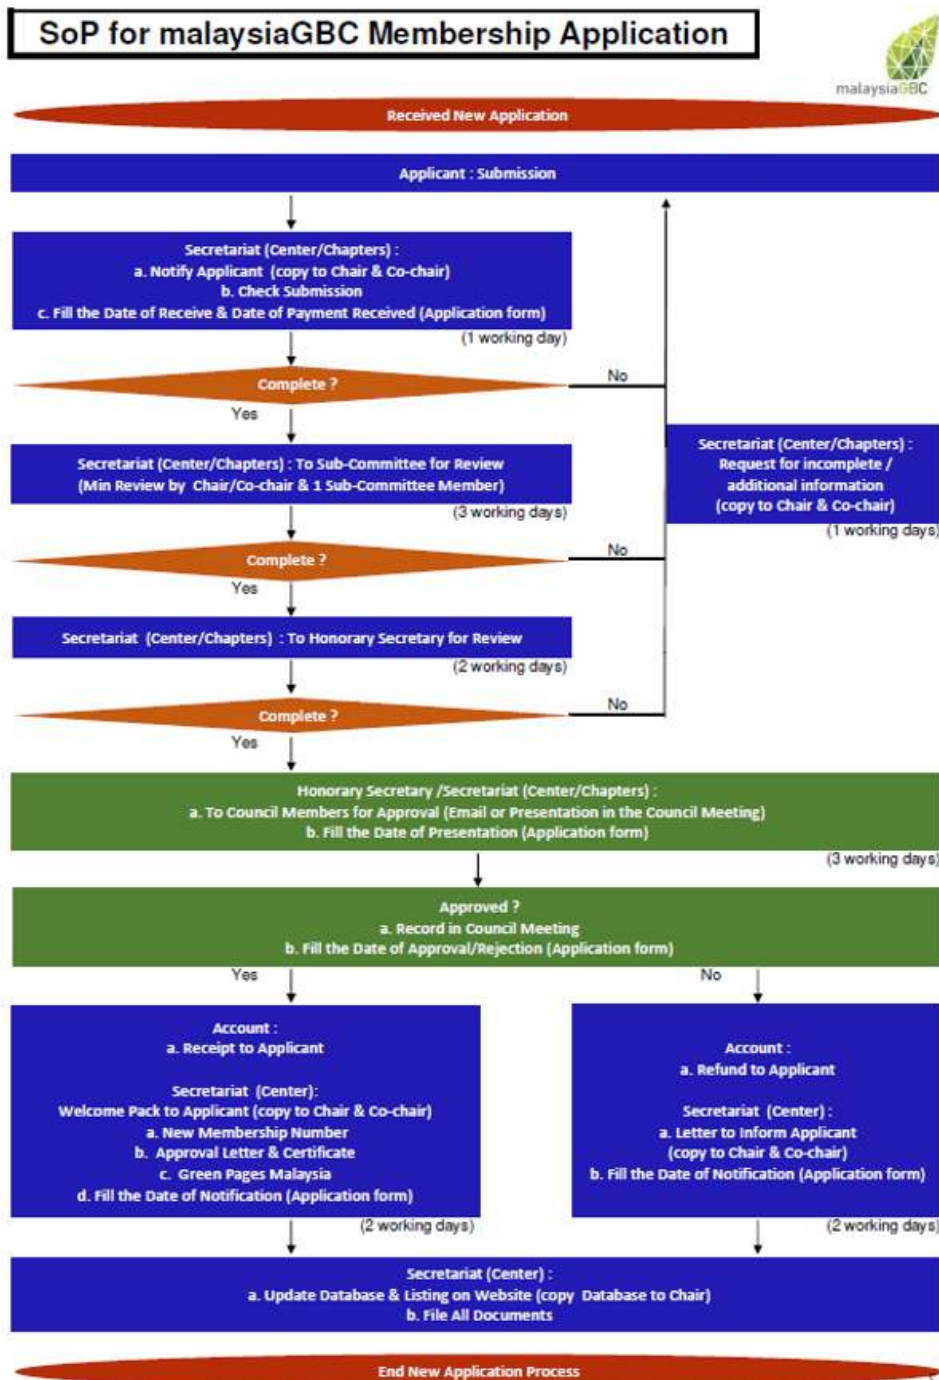 SoP for malaysiaGBC Membership Application
malaysiaGBC
Received New Application
Applicant : Submission
Secretariat (Center/Chapters) :
a. Notify Applicant (copy to Chair & Co-chair)
b. Check Submission
c. Fill the Date of Receive & Date of Payment Received (Application form)
(1 working day)
Complete ?
No
Yes
Secretariat (Center/Chapters) :
Request for incomplete /
additional information
(copy to Chair & Co-chair)
(1 working days)
Secretariat (Center/Chapters) : To Sub-Committee for Review
(Min Review by Chair/Co-chair & 1 Sub-Committee Member)
(3 working days)
Complete ?
No
Yes
Secretariat (Center/Chapters) : To Honorary Secretary for Review
(2 working days)
Complete ?
No
Yes
Honorary Secretary /Secretariat (Center/Chapters) :
a. To Council Members for Approval (Email or Presentation in the Council Meeting)
b. Fill the Date of Presentation (Application form)
(3 working days)
Approved ?
a. Record in Council Meeting
b. Fill the Date of Approval/Rejection (Application form)
Yes
No
Account :
a. Receipt to Applicant
Secretariat (Center):
Welcome Pack to Applicant (copy to Chair & Co-chair)
a. New Membership Number
b. Approval Letter & Certificate
c. Green Pages Malaysia
d. Fill the Date of Notification (Application form)
(2 working days)
Account :
a. Refund to Applicant
Secretariat (Center) :
a. Letter to Inform Applicant
(copy to Chair & Co-chair)
b. Fill the Date of Notification (Application form)
(2 working days)
Secretariat (Center) :
a. Update Database & Listing on Website (copy Database to Chair)
b. File All Documents
End New Application Process